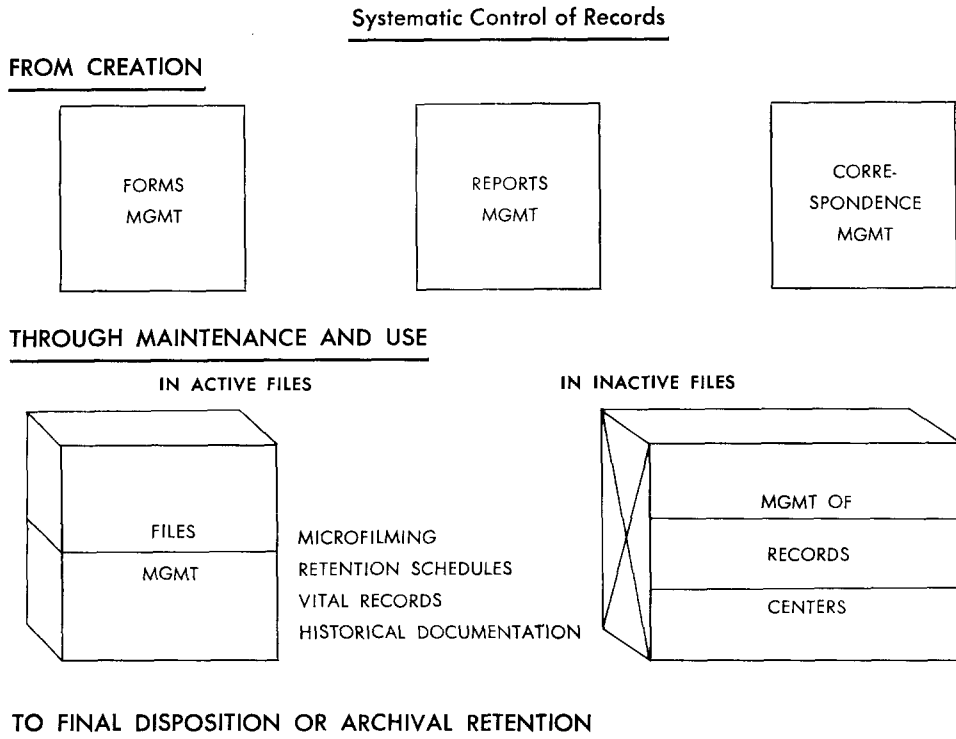 Systematic Control of Records
FROM CREATION
FORMS
MGMT
REPORTS
MGMT
CORRE-
SPONDENCE
MGMT
THROUGH MAINTENANCE AND USE
IN ACTIVE FILES
IN INACTIVE FILES
FILES
MGMT
MICROFILMING
RETENTION SCHEDULES
VITAL RECORDS
HISTORICAL DOCUMENTATION
MGMT OF
RECORDS
CENTERS
TO FINAL DISPOSITION OR ARCHIVAL RETENTION